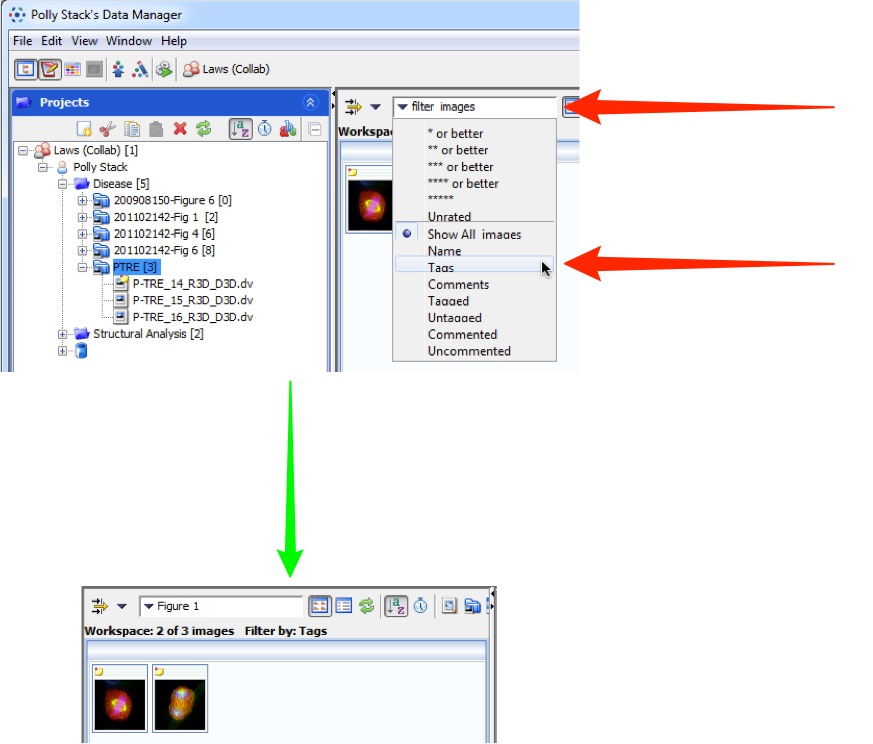 Polly Stack's Data Manager
File Edit View Window Help
Laws (Collab)
Projects
Laws (Collab) [1]
Polly Stack
Disease [5]
200908150-Figure 6 [0]
201102142-Fig 1 [2]
201102142-Fig 4 [6]
201102142-Fig 6 [8]
PTRE [3]
P-TRE_14_R3D_D3D.dv
P-TRE_15_R3D_D3D.dv
P-TRE_16_R3D_D3D.dv
Structural Analysis [2]
filter images
Workspa
* or better
** or better
*** or better
**** or better
*****
Unrated
Show All images
Name
Tags
Comments
Tagged
Untagged
Commented
Uncommented
Figure 1
Workspace: 2 of 3 images Filter by: Tags